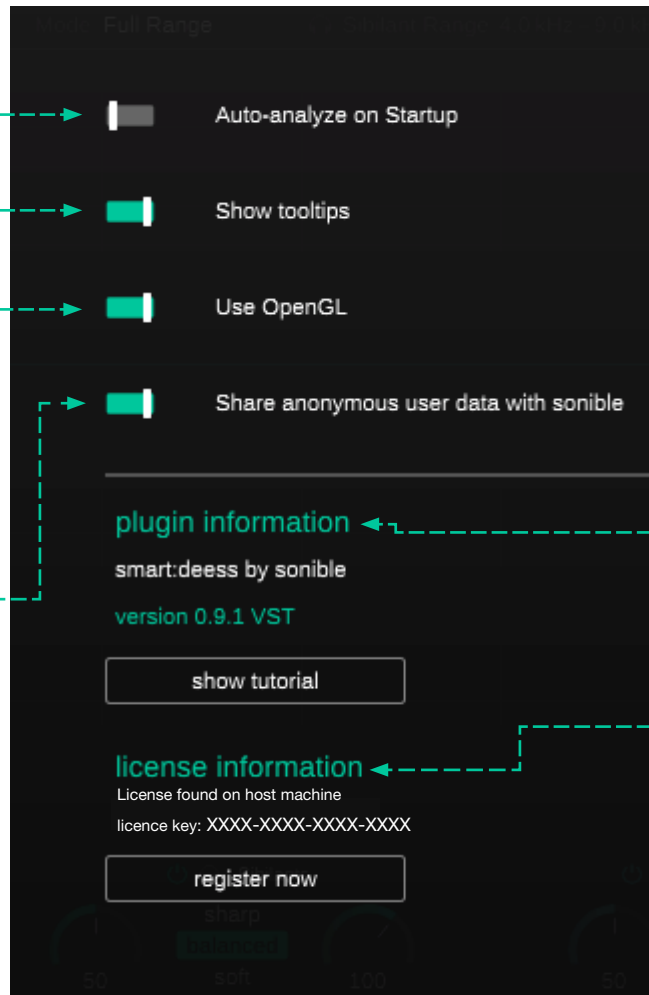 Mode Full Range
Auto-analyze on Startup
Show tooltips
Use OpenGL
Share anonymous user data with sonible
plugin information
smart:deess by sonible
version 0.9.1 VST
show tutorial
license information
License found on host machine
licence key: XXXX-XXXX-XXXX-XXXX
register now
sharp
balanced
50 soft 100 50